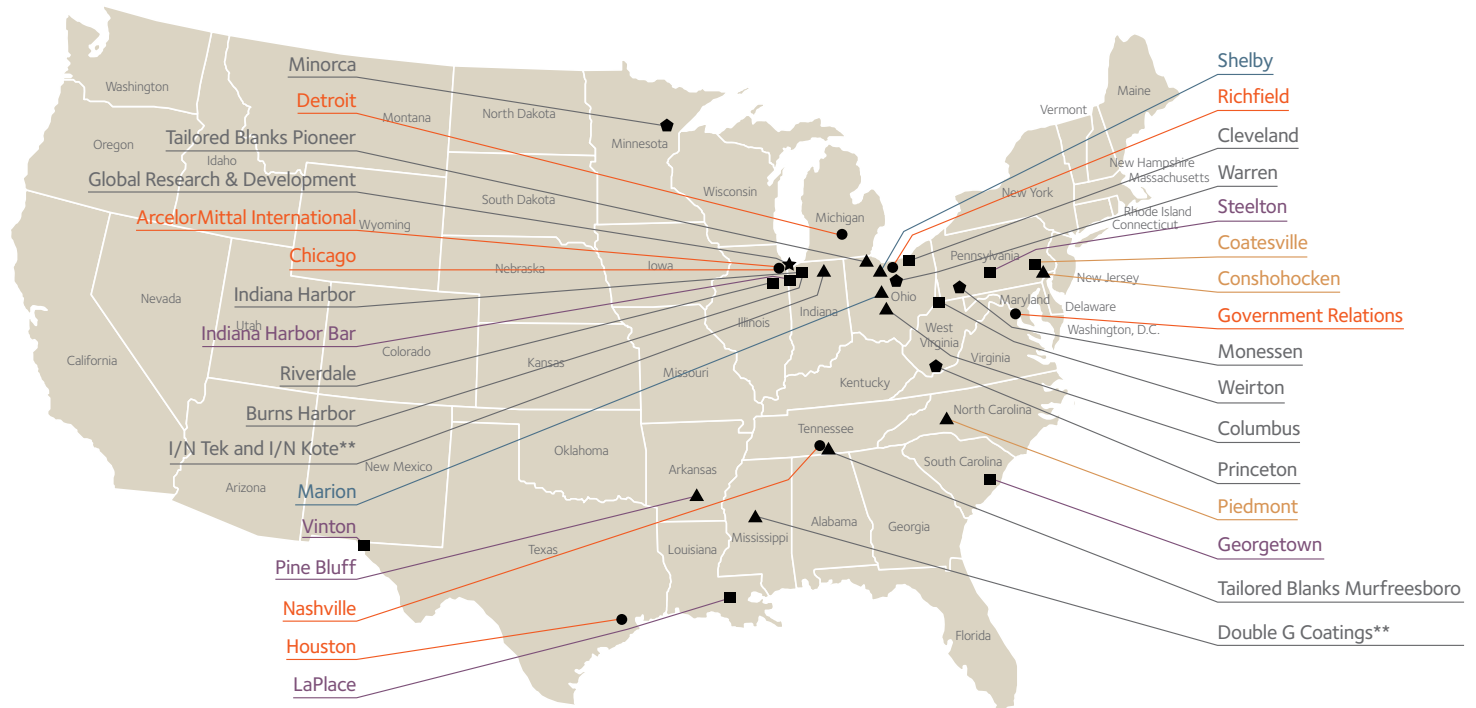 Minorca
Detroit
Tailored Blanks Pioneer
Global Research & Development
ArcelorMittal International
Chicago
Indiana Harbor
Indiana Harbor Bar
Riverdale
Burns Harbor
I/N Tek and I/N Kote**
Marion
Vinton
Pine Bluff
Nashville
Houston
LaPlace
Washington
Oregon
Idaho
Montana
North Dakota
Minnesota
South Dakota
Wyoming
Wisconsin
Michigan
Nebraska
Iowa
Nevada
Utah
Colorado
California
Kansas
Missouri
Illinois
Indiana
Ohio
Kentucky
West
Virginia
Virginia
Pennsylvania
New York
Vermont
Maine
New Hampshire
Massachusetts
Rhode Island
Connecticut
New Jersey
Delaware
Maryland
Washington, D.C.
North Carolina
Tennessee
South Carolina
Arizona
New Mexico
Oklahoma
Arkansas
Texas
Louisiana
Mississippi
Alabama
Georgia
Florida
Shelby
Richfield
Cleveland
Warren
Steelton
Coatesville
Conshohocken
Government Relations
Monessen
Weirton
Columbus
Princeton
Piedmont
Georgetown
Tailored Blanks Murfreesboro
Double G Coatings**